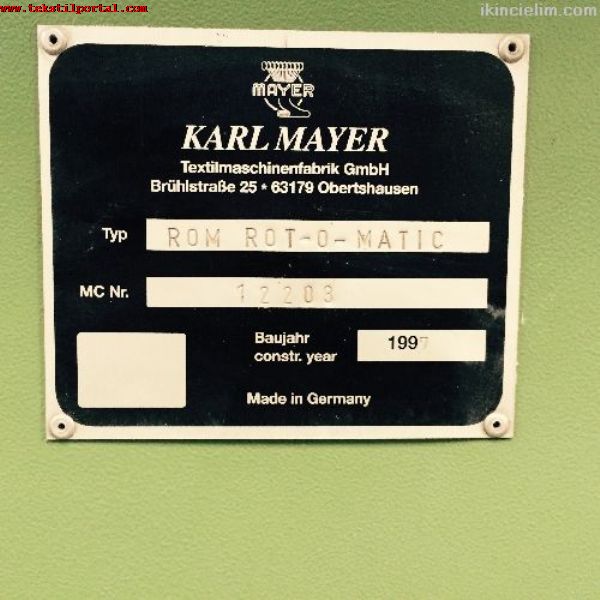 www.tekstilportal.com
ikincielim.com
MAYER
KARL MAYER
Textilmaschinenfabrik GmbH
Brühlstraße 25 * 63179 Obertshausen
Typ ROM ROT-O-MATIC
MC Nr. 12203
Baujahr
constr. year 1997
Made in Germany